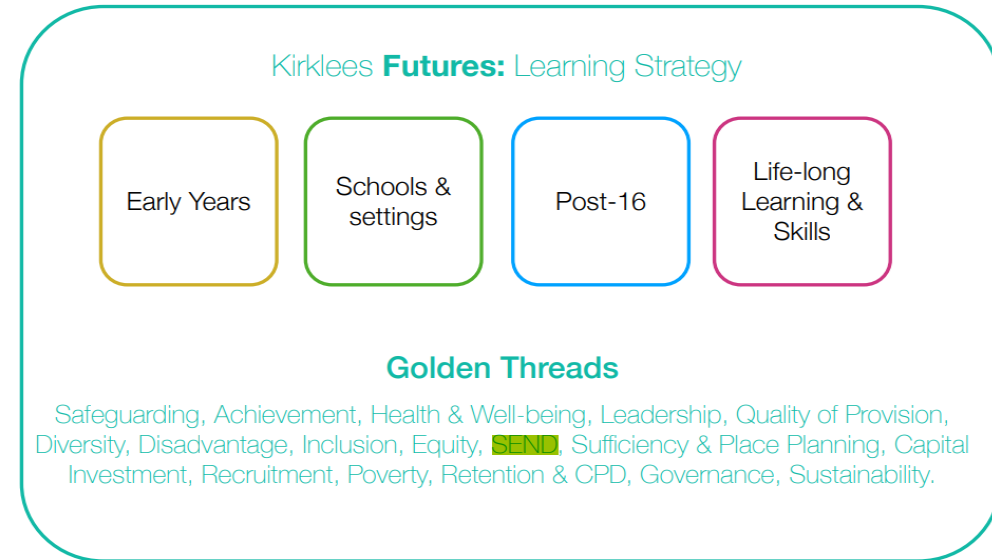 Kirklees Futures: Learning Strategy
Early Years
Schools &
settings
Post-16
Life-long
Learning &
Skills
Golden Threads
Safeguarding, Achievement, Health & Well-being, Leadership, Quality of Provision,
Diversity, Disadvantage, Inclusion, Equity, SEND, Sufficiency & Place Planning, Capital
Investment, Recruitment, Poverty, Retention & CPD, Governance, Sustainability.